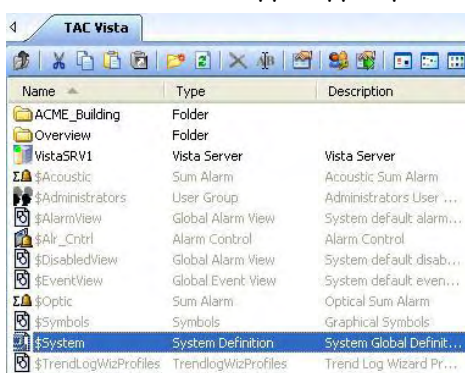 TAC Vista
Name Type Description
ACME_Building Folder
Overview Folder
VistaSRV1 Vista Server Vista Server
$Acoustic Sum Alarm Acoustic Sum Alarm
$Administrators User Group Administrators User ...
$AlarmView Global Alarm View System default alarm...
$Alr_Cntrl Alarm Control Alarm Control
$DisabledView Global Alarm View System default disab...
$EventView Global Event View System default even...
$Optic Sum Alarm Optical Sum Alarm
$Symbols Symbols Graphical Symbols
$System System Definition System Global Definit...
$TrendLogWizProfiles TrendlogWizProfiles Trend Log Wizard Pr...